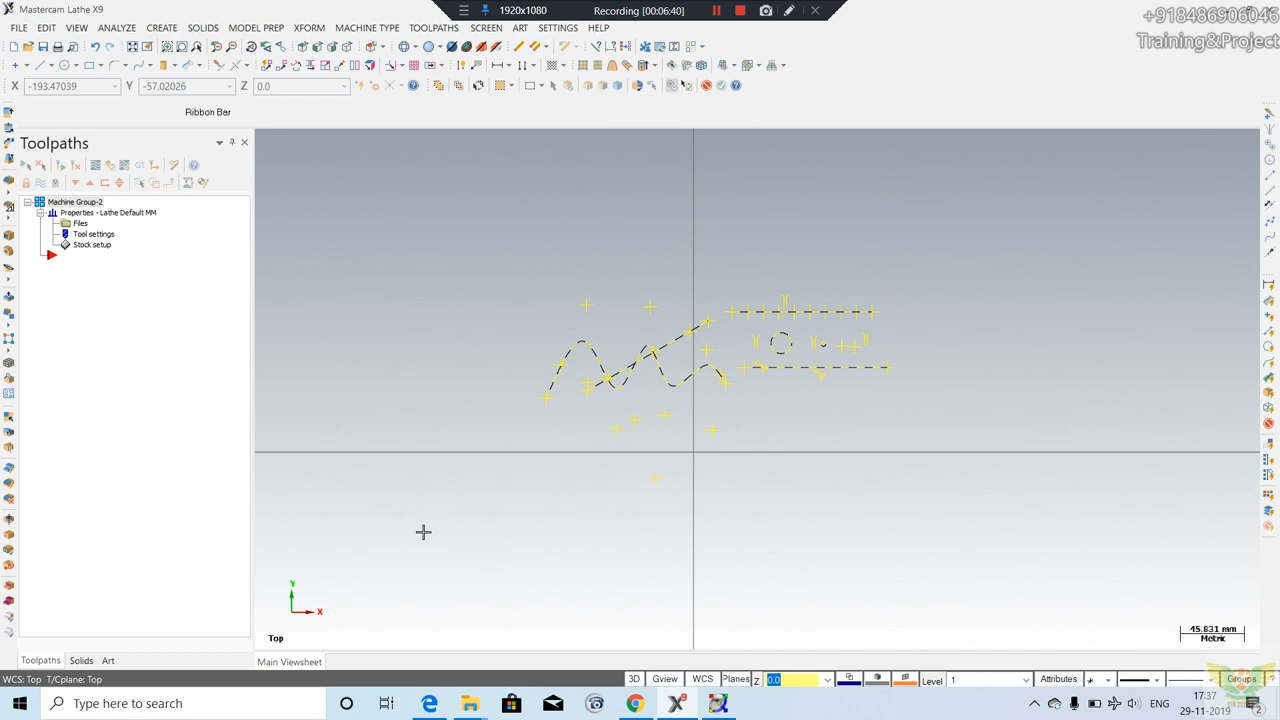 Mastercam Lathe X9
1920x1080
Recording [00:06:40]
+918486906046
Training&Project
FILE EDIT VIEW ANALYZE CREATE SOLIDS MODEL PREP XFORM MACHINE TYPE TOOLPATHS SCREEN ART SETTINGS HELP
X -193.47039 Y -57.02026 Z 0.0
Ribbon Bar
Toolpaths
G1
Machine Group-2
Properties - Lathe Default MM
Files
Tool settings
Stock setup
Y
X
Top
45.831 mm
Metric
Toolpaths Solids Art
Main Viewsheet
WCS: Top T/Cplane: Top
3D Gview WCS Planes Z 0.0 Level 1 Attributes Groups ?
Type here to search
ENG
17:37
29-11-2019
2